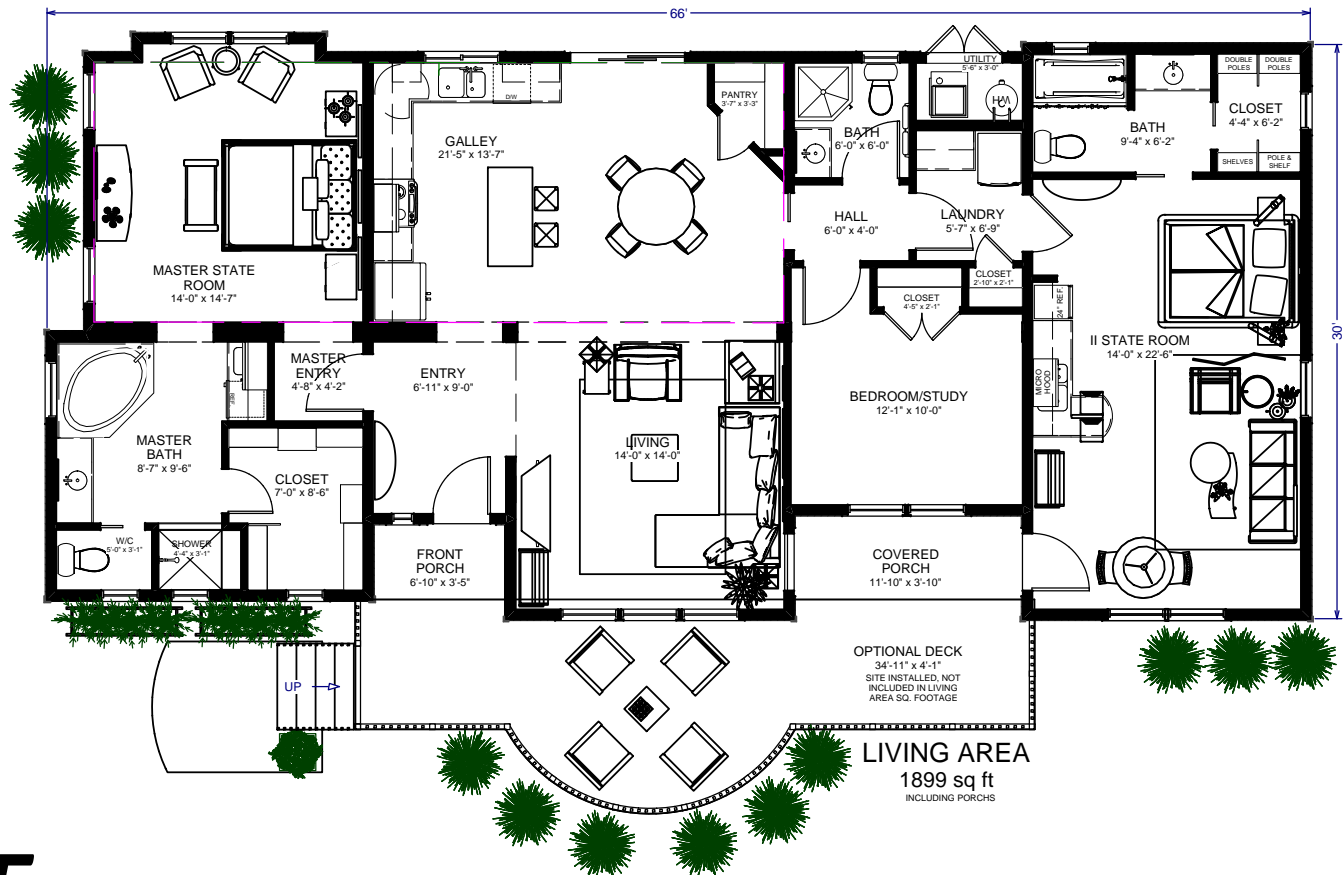 66'
UTILITY
5'-6" x 3'-0"
DOUBLE
POLES
DOUBLE
POLES
PANTRY
3'-7" x 3'-3"
D/W
HW
CLOSET
4'-4" x 6'-2"
GALLEY
21'-5" x 13'-7"
BATH
6'-0" x 6'-0"
BATH
9'-4" x 6'-2"
SHELVES
POLE &
SHELF
HALL
6'-0" x 4'-0"
LAUNDRY
5'-7" x 6'-9"
MASTER STATE
ROOM
14'-0" x 14'-7"
CLOSET
2'-10" x 2'-1"
CLOSET
4'-5" x 2'-1"
24" REF.
30'
II STATE ROOM
14'-0" x 22'-6"
MASTER
ENTRY
4'-8" x 4'-2"
ENTRY
6'-11" x 9'-0"
REF.
MICRO
HOOD
BEDROOM/STUDY
12'-1" x 10'-0"
MASTER
BATH
8'-7" x 9'-6"
LIVING
14'-0" x 14'-0"
CLOSET
7'-0" x 8'-6"
W/C
5'-0" x 3'-1"
SHOWER
4'-4" x 3'-1"
FRONT
PORCH
6'-10" x 3'-5"
COVERED
PORCH
11'-10" x 3'-10"
OPTIONAL DECK
34'-11" x 4'-1"
SITE INSTALLED, NOT
INCLUDED IN LIVING
AREA SQ. FOOTAGE
UP
LIVING AREA
1899 sq ft
INCLUDING PORCHS